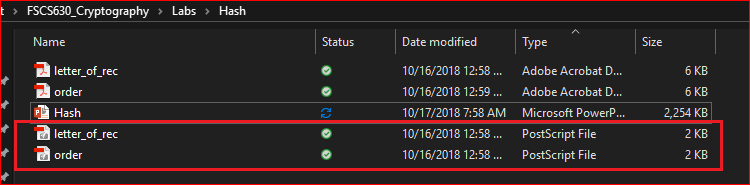 t > FSCS630_Cryptography > Labs > Hash
Name Status Date modified Type Size
letter_of_rec 10/16/2018 12:58 ... Adobe Acrobat D... 6 KB
order 10/16/2018 12:59 ... Adobe Acrobat D... 6 KB
Hash 10/17/2018 7:58 AM Microsoft PowerP... 2,254 KB
letter_of_rec 10/16/2018 12:58 ... PostScript File 2 KB
order 10/16/2018 12:58 ... PostScript File 2 KB